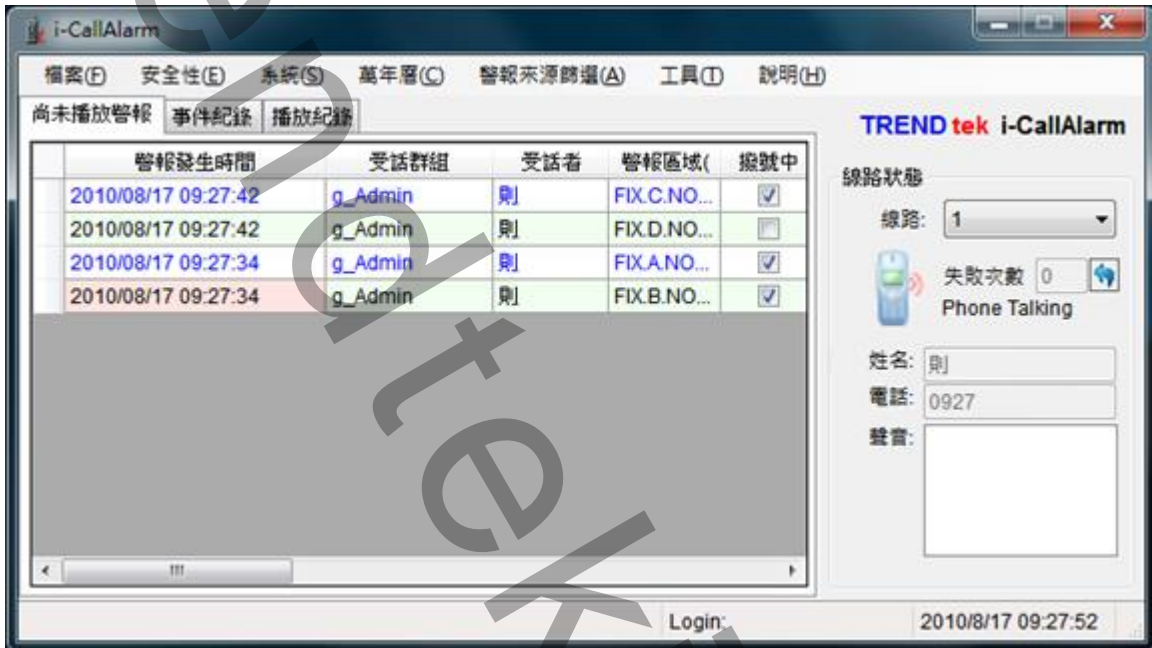 i-CallAlarm
檔案(F) 安全性(E) 系統(S) 萬年曆(C) 警報來源篩選(A) 工具(T) 說明(H)
尚未播放警報 事件紀錄 播放紀錄
TREND tek i-CallAlarm
警報發生時間 受話群組 受話者 警報區域( 撥號中
2010/08/17 09:27:42 g_Admin 則 FIX.C.NO...
2010/08/17 09:27:42 g_Admin 則 FIX.D.NO...
2010/08/17 09:27:34 g_Admin 則 FIX.A.NO...
2010/08/17 09:27:34 g_Admin 則 FIX.B.NO...
線路狀態
線路: 1
失敗次數 0
Phone Talking
姓名: 則
電話: 0927
聲音:
Login: 2010/8/17 09:27:52